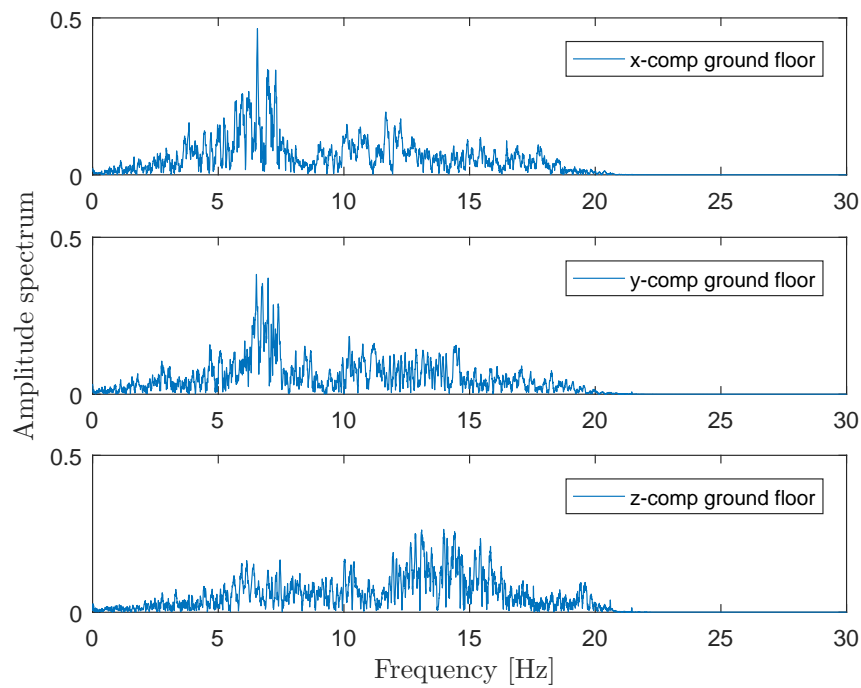 0.5
x-comp ground floor
0
0 5 10 15 20 25 30
0.5
y-comp ground floor
0
0 5 10 15 20 25 30
Amplitude spectrum
0.5
z-comp ground floor
0
0 5 10 15 20 25 30
Frequency [Hz]